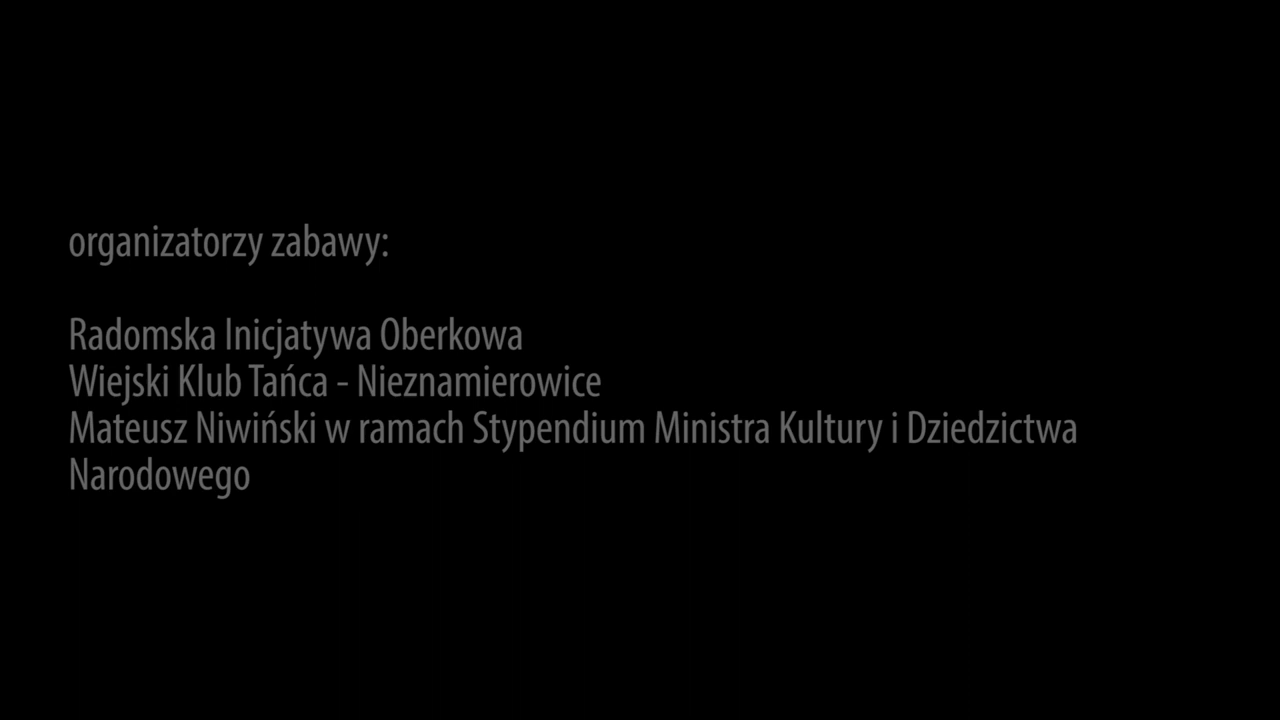 organizatorzy zabawy:
Radomska Inicjatywa Oberkowa
Wiejski Klub Tańca - Nieznamierowice
Mateusz Niwiński w ramach Stypendium Ministra Kultury i Dziedzictwa
Narodowego